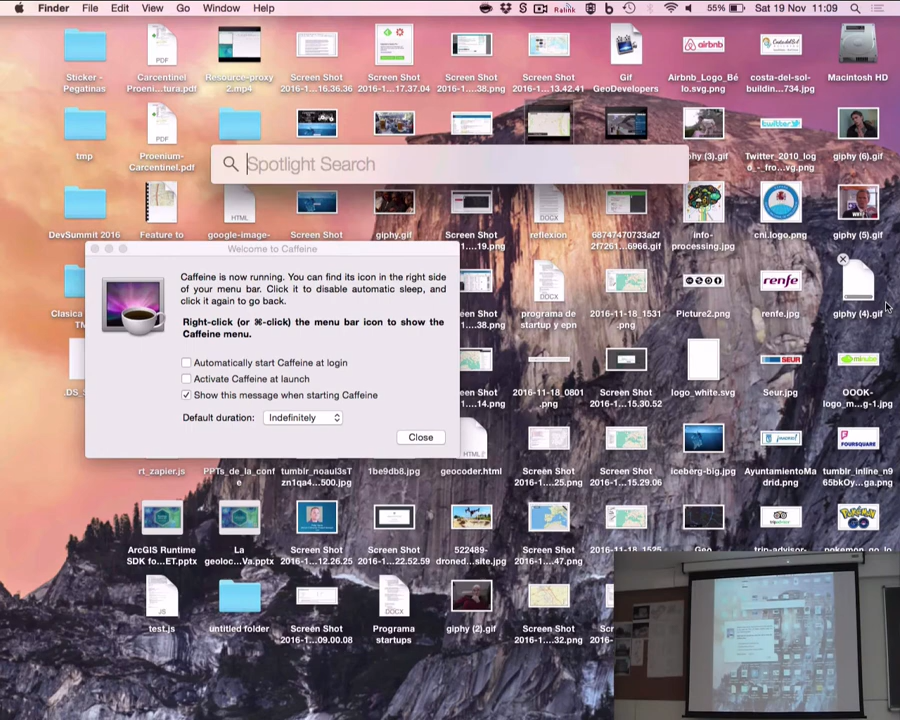 Finder File Edit View Go Window Help
Ralink 55% Sat 19 Nov 11:09
Sticker -
Pegatinas
Carcentinel
Proeni...tura.pdf
Resource-proxy
2.mp4
Screen Shot
2016-1...16.36.36
Screen Shot
2016-1...17.37.04
Screen Shot
2016-1...38.png
Screen Shot
2016-1...13.42.41
Gif
GeoDevelopers
Airbnb_Logo_Bé
lo.svg.png
costa-del-sol-
buildin...734.jpg
Macintosh HD
tmp
Proenium-
Carcentinel.pdf
Spotlight Search
phy (3).gif
Twitter_2010_log
o_-_fro...vg.png
giphy (6).gif
DevSummit 2016
Feature to
google-image-
giphy.gif
...19.png
reflexion
68747470733a2f
2f7261...6966.gif
info-
processing.jpg
cni.logo.png
giphy (5).gif
Welcome to Caffeine
Caffeine is now running. You can find its icon in the right side
of your menu bar. Click it to disable automatic sleep, and
click it again to go back.
Right-click (or ⌘-click) the menu bar icon to show the
Caffeine menu.
Automatically start Caffeine at login
Activate Caffeine at launch
Show this message when starting Caffeine
Default duration: Indefinitely
Close
Clasica
...38.png
programa de
startup y epn
2016-11-18_1531
.png
Picture2.png
renfe.jpg
giphy (4).gif
.DS_
...14.png
2016-11-18_0801
.png
Screen Shot
2016-1...15.30.52
logo_white.svg
Seur.jpg
OOOK-
logo_m...g-1.jpg
rt_zapier.js
PPTs_de_la_conf
e
tumblr_noaul3sT
zn1qa4...500.jpg
1be9db8.jpg
geocoder.html
Screen Shot
2016-1...25.png
Screen Shot
2016-1...15.29.06
iceberg-big.jpg
AyuntamientoMa
drid.png
tumblr_inline_n9
65bkOy...ga.png
ArcGIS Runtime
SDK fo...ET.pptx
La
geoloc...Va.pptx
Screen Shot
2016-1...12.26.25
Screen Shot
2016-1...22.52.59
522489-
droned...site.jpg
Screen Shot
2016-1...47.png
2016-11-18_1525
Geo
trip-advisor-
pokemon_go_lo
test.js
untitled folder
Screen Shot
2016-1...09.00.08
Programa
startups
giphy (2).gif
Screen Shot
2016-1...32.png